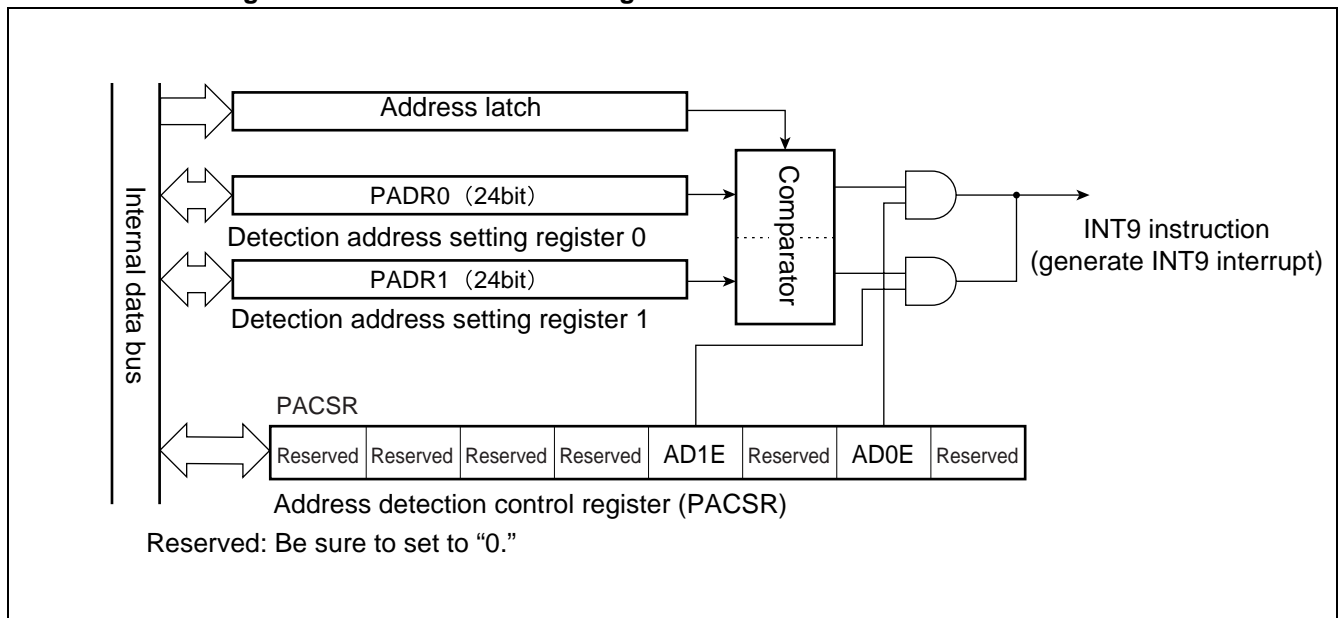 Address latch
PADR0（24bit）
Detection address setting register 0
PADR1（24bit）
Detection address setting register 1
Internal data bus
Comparator
INT9 instruction
(generate INT9 interrupt)
PACSR
Reserved Reserved Reserved Reserved AD1E Reserved AD0E Reserved
Address detection control register (PACSR)
Reserved: Be sure to set to “0.”